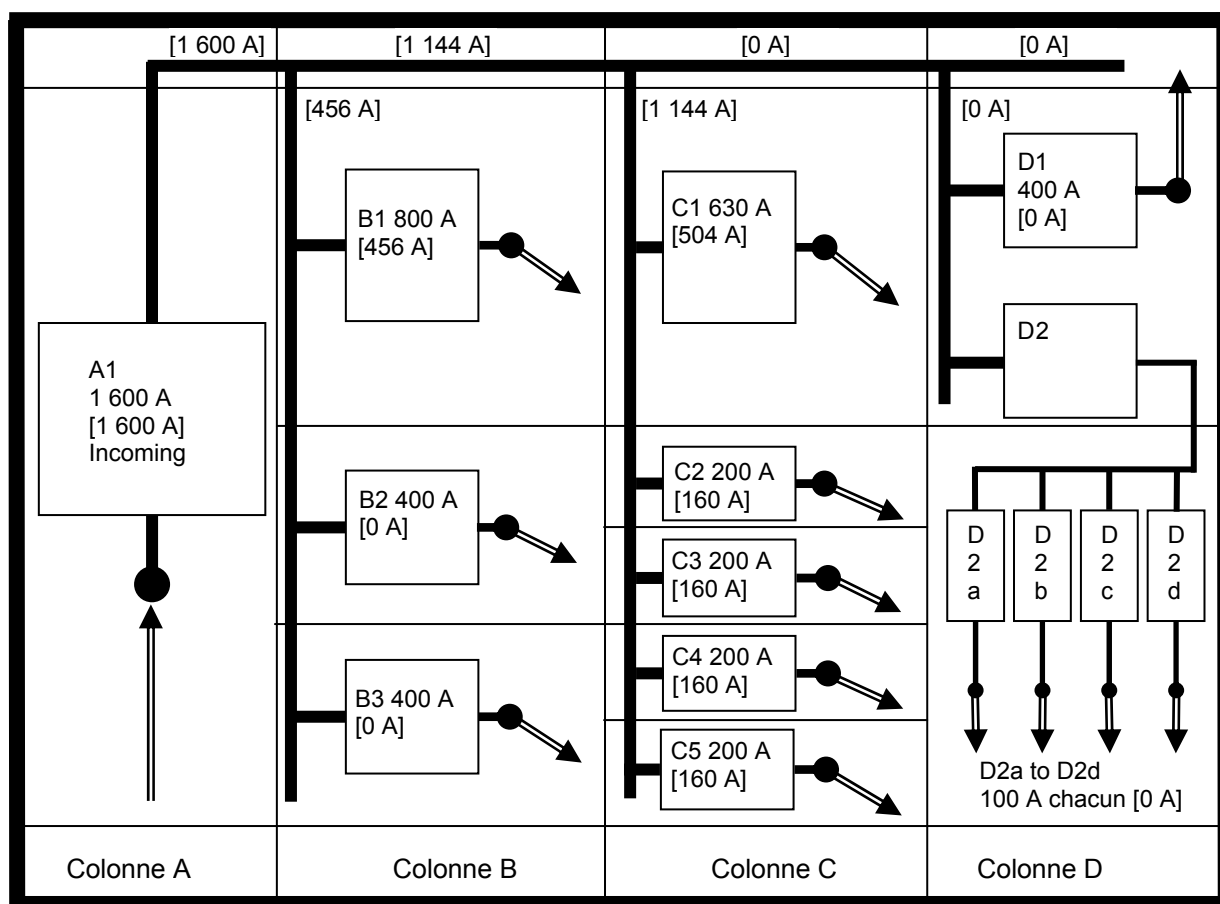 [1 600 A]
[1 144 A]
[0 A]
[0 A]
[456 A]
[1 144 A]
[0 A]
A1
1 600 A
[1 600 A]
Incoming
B1 800 A
[456 A]
B2 400 A
[0 A]
B3 400 A
[0 A]
C1 630 A
[504 A]
C2 200 A
[160 A]
C3 200 A
[160 A]
C4 200 A
[160 A]
C5 200 A
[160 A]
D1
400 A
[0 A]
D2
D
2
a
D
2
b
D
2
c
D
2
d
D2a to D2d
100 A chacun [0 A]
Colonne A
Colonne B
Colonne C
Colonne D